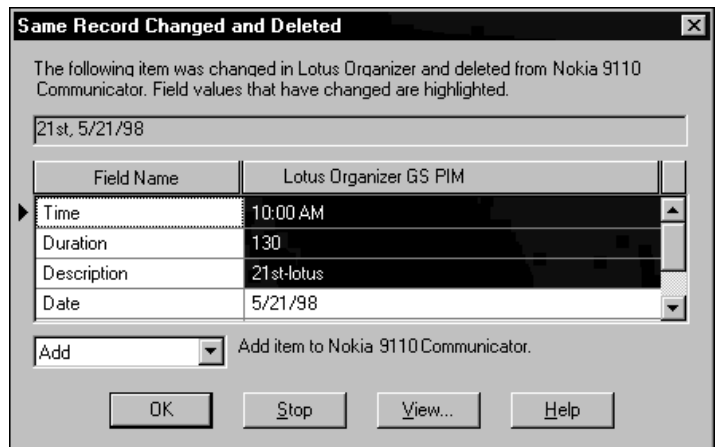 Same Record Changed and Deleted
The following item was changed in Lotus Organizer and deleted from Nokia 9110
Communicator. Field values that have changed are highlighted.
21st, 5/21/98
Field Name Lotus Organizer GS PIM
Time 10:00 AM
Duration 130
Description 21st-lotus
Date 5/21/98
Add Add item to Nokia 9110 Communicator.
OK Stop View... Help